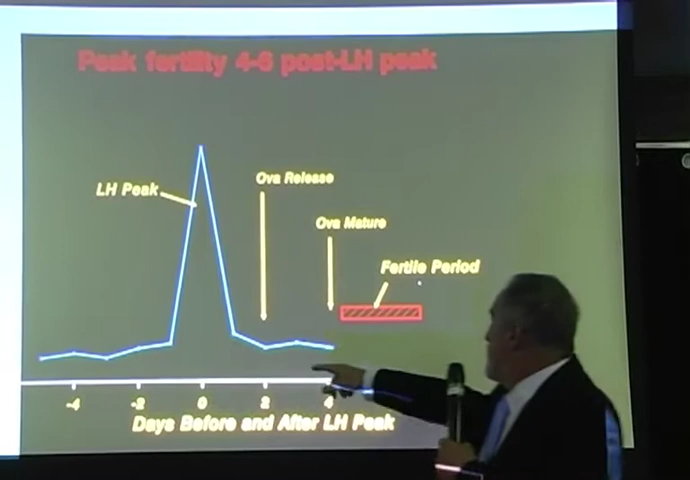 Peak fertility 4-6 post-LH peak
LH Peak
Ova Release
Ova Mature
Fertile Period
-4 -2 0 2 4
Days Before and After LH Peak